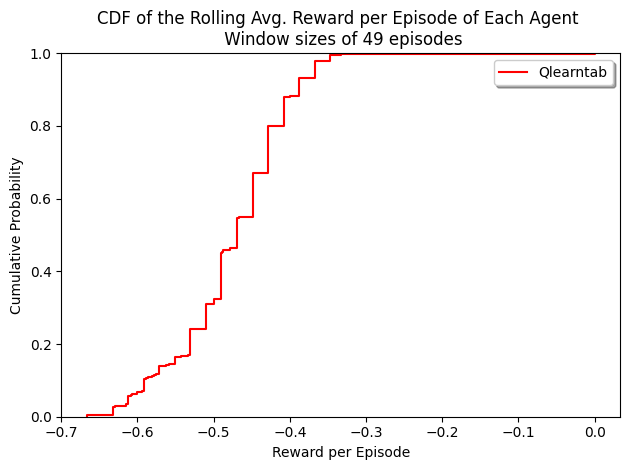 CDF of the Rolling Avg. Reward per Episode of Each Agent
Window sizes of 49 episodes
Qlearntab
Cumulative Probability
1.0
0.8
0.6
0.4
0.2
0.0
−0.7
−0.6
−0.5
−0.4
−0.3
−0.2
−0.1
0.0
Reward per Episode